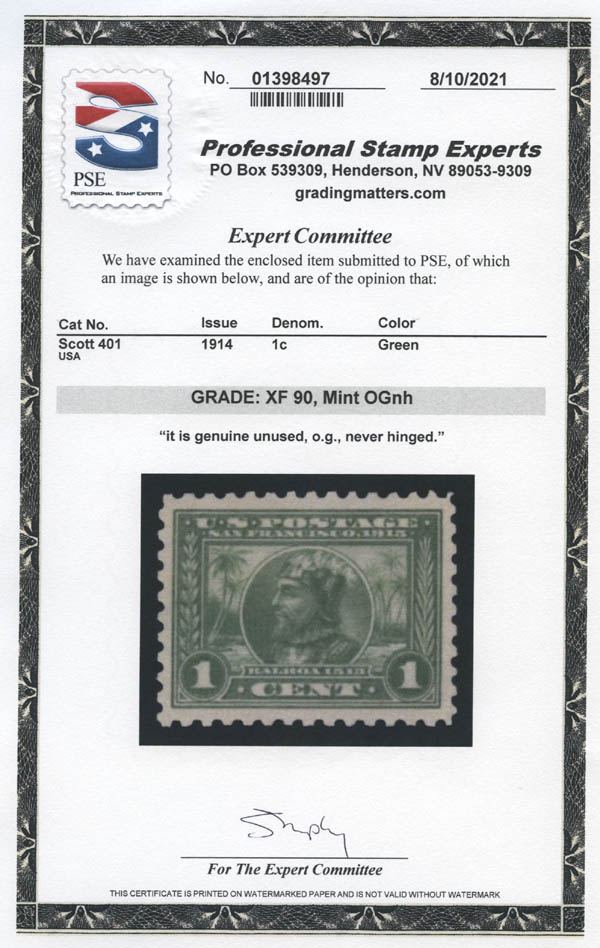 No. 01398497 8/10/2021
PSE
PROFESSIONAL STAMP EXPERTS
Professional Stamp Experts
PO Box 539309, Henderson, NV 89053-9309
gradingmatters.com
Expert Committee
We have examined the enclosed item submitted to PSE, of which
an image is shown below, and are of the opinion that:
Cat No. Issue Denom. Color
Scott 401 1914 1c Green
USA
GRADE: XF 90, Mint OGnh
“it is genuine unused, o.g., never hinged.”
·U·S·POSTAGE·
SAN FRANCISCO, 1915
BALBOA 1513
1 ·CENT· 1
For The Expert Committee
THIS CERTIFICATE IS PRINTED ON WATERMARKED PAPER AND IS NOT VALID WITHOUT WATERMARK